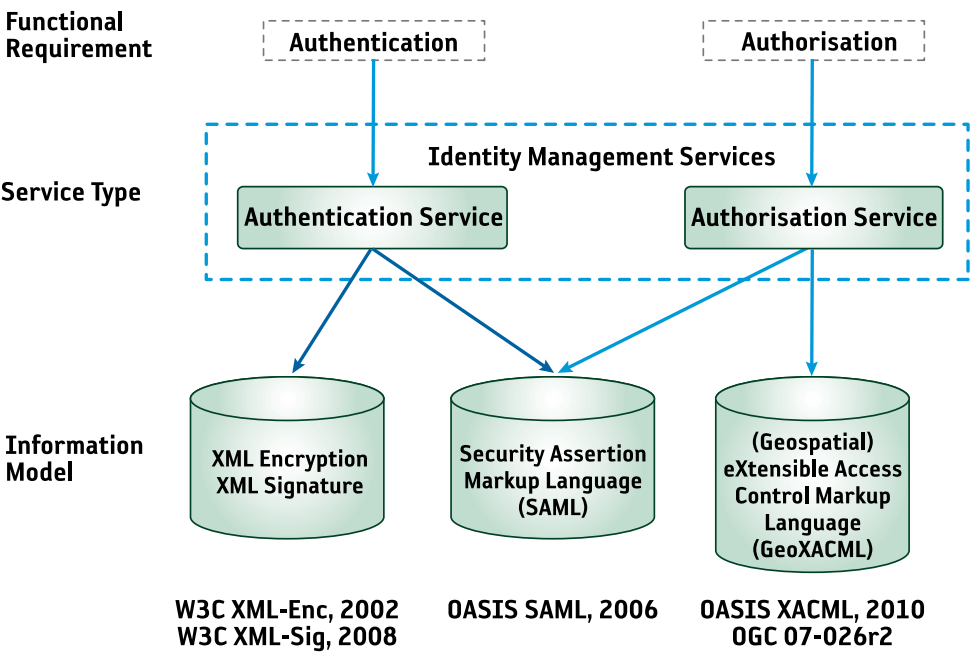 Functional
Requirement
Authentication
Authorisation
Identity Management Services
Service Type
Authentication Service
Authorisation Service
Information
Model
XML Encryption
XML Signature
Security Assertion
Markup Language
(SAML)
(Geospatial)
eXtensible Access
Control Markup
Language
(GeoXACML)
W3C XML-Enc, 2002
W3C XML-Sig, 2008
OASIS SAML, 2006
OASIS XACML, 2010
OGC 07-026r2